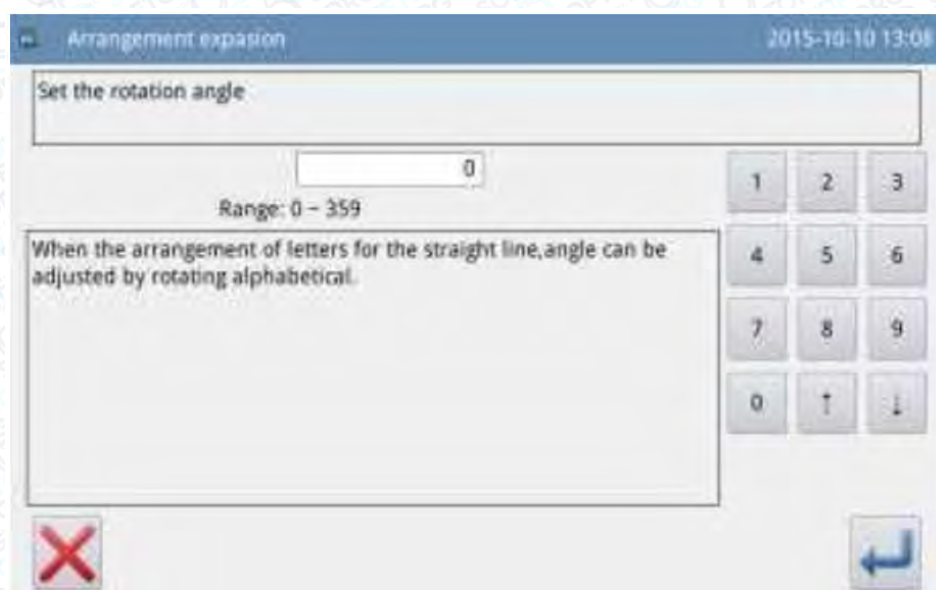 Arrangement expasion 2015-10-10 13:08
Set the rotation angle
0
Range: 0 – 359
1 2 3
When the arrangement of letters for the straight line,angle can be
adjusted by rotating alphabetical.
4 5 6
7 8 9
0 ↑ ↓